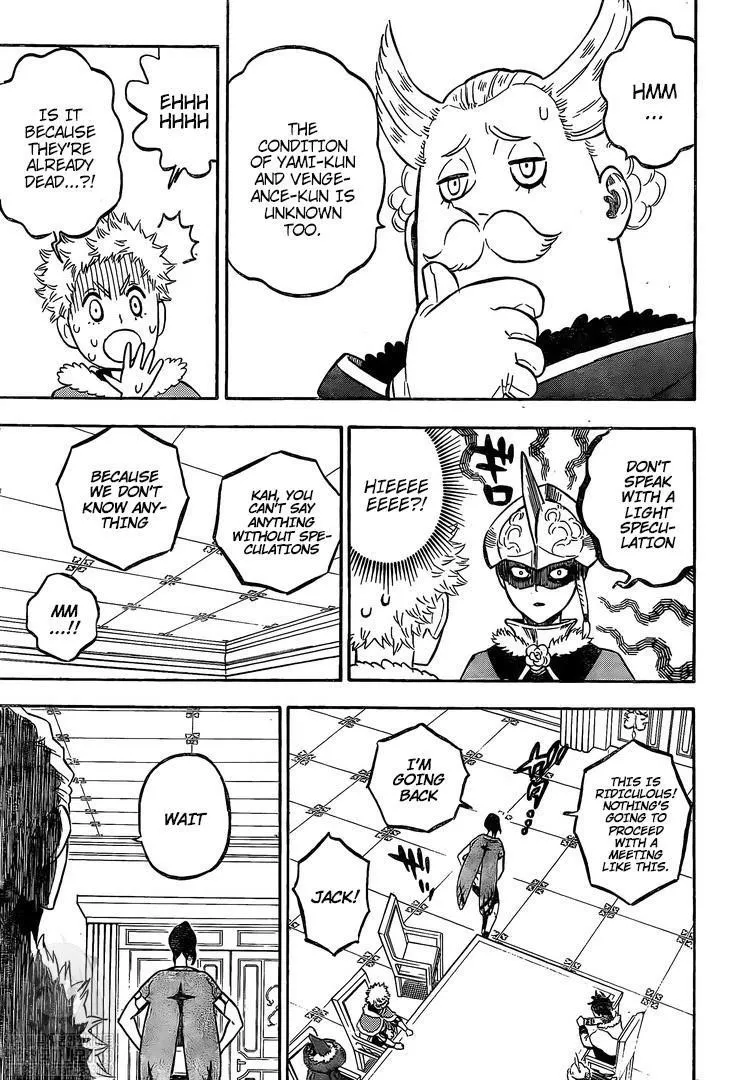 HMM
...
THE
CONDITION
OF YAMI-KUN
AND VENGE-
ANCE-KUN IS
UNKNOWN
TOO.
EHHH
HHHH
IS IT
BECAUSE
THEY'RE
ALREADY
DEAD...?!
DON'T
SPEAK
WITH A
LIGHT
SPECU-
LATION
ギロ
HIEEEE
EEEE?!
KAH, YOU
CAN'T SAY
ANYTHING
WITHOUT SPE-
CULATIONS
BECAUSE
WE DON'T
KNOW ANY-
THING
MM
...!!
THIS IS
RIDICULOUS!
NOTHING'S
GOING TO
PROCEED
WITH A
MEETING
LIKE THIS.
I'M
GOING
BACK
JACK!
WAIT